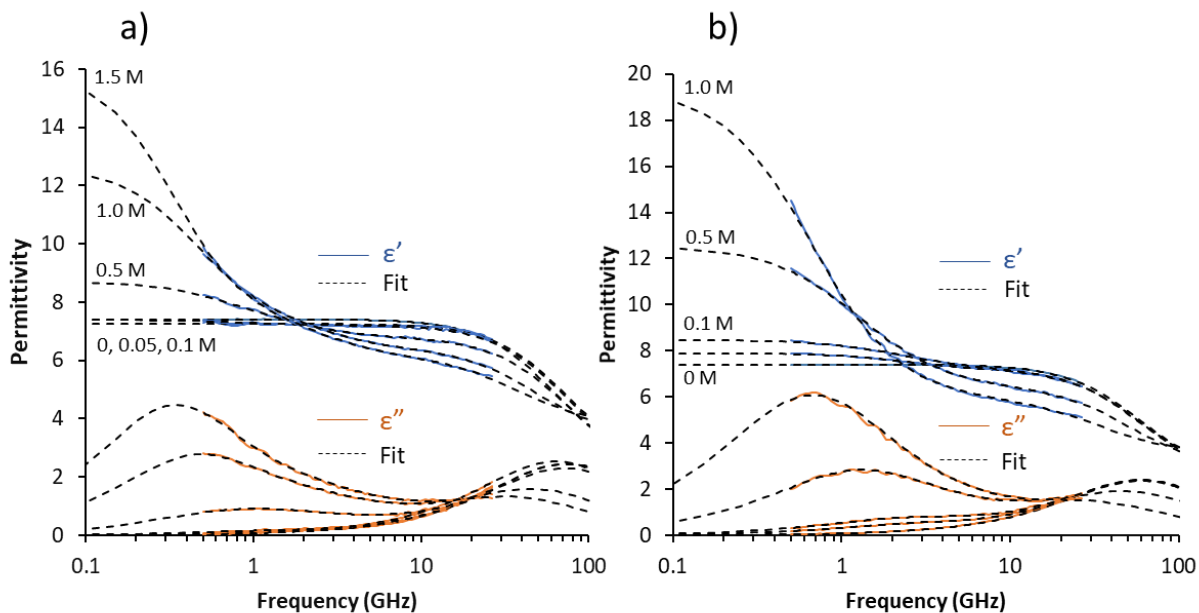 a)
16
14
12
10
8
6
4
2
0
Permittivity
1.5 M
1.0 M
0.5 M
0, 0.05, 0.1 M
ε’
Fit
ε”
Fit
0.1
1
10
100
Frequency (GHz)
b)
20
18
16
14
12
10
8
6
4
2
0
Permittivity
1.0 M
0.5 M
0.1 M
0 M
ε’
Fit
ε”
Fit
0.1
1
10
100
Frequency (GHz)